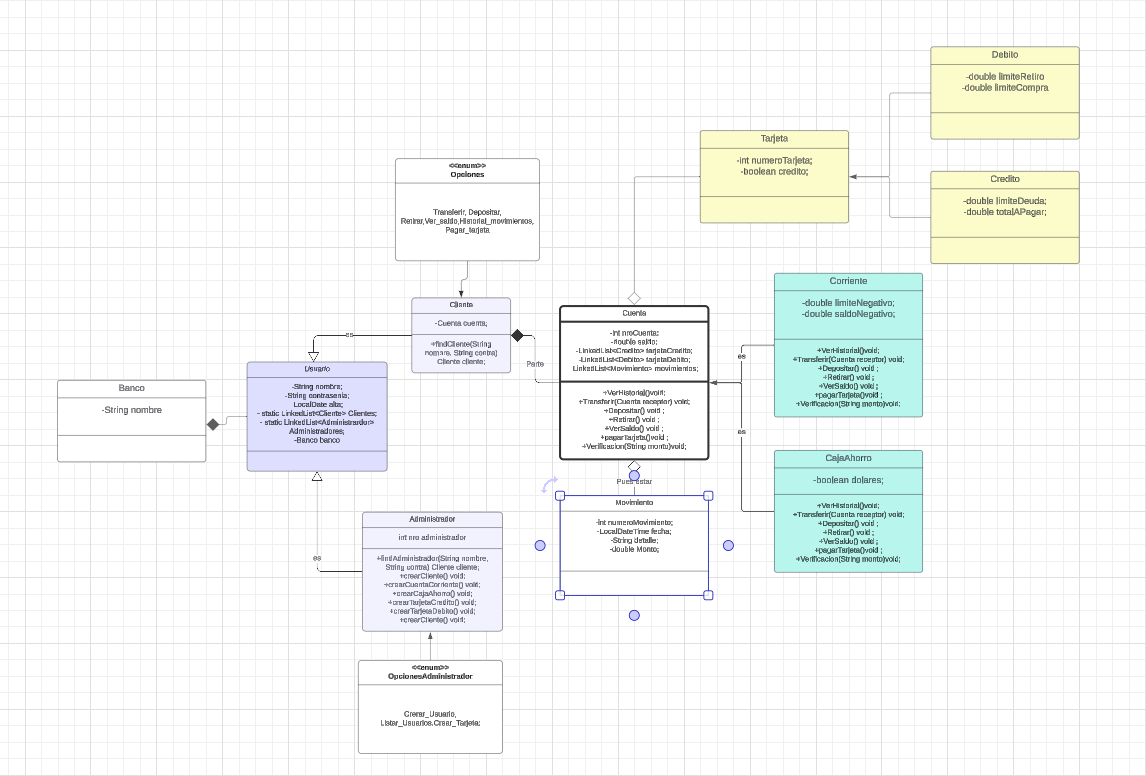 Debito
-double limiteRetiro
-double limiteCompra
Tarjeta
-int numeroTarjeta;
-boolean credito;
Credito
-double limiteDeuda;
-double totalAPagar;
<<enum>>
Opciones
Transferir, Depositar,
Retirar,Ver_saldo,Historial_movimientos,
Pagar_tarjeta
Cliente
-Cuenta cuenta;
+findCliente(String
nombre, String contra)
Cliente cliente;
es
Parte
Cuenta
-int nroCuenta;
-double saldo;
-LinkedList<Credito> tarjetaCredito;
-LinkedList<Debito> tarjetaDebito;
LinkedList<Movimiento> movimientos;
+VerHistorial()void;
+Transferir(Cuenta receptor) void;
+Depositar() void ;
+Retirar() void ;
+VerSaldo() void ;
+pagarTarjeta()void ;
+Verificacion(String monto)void;
Corriente
-double limiteNegativo;
-double saldoNegativo;
+VerHistorial()void;
+Transferir(Cuenta receptor) void;
+Depositar() void ;
+Retirar() void ;
+VerSaldo() void ;
+pagarTarjeta()void ;
+Verificacion(String monto)void;
es
es
Usuario
-String nombre;
-String contrasenia;
LocalDate alta;
- static LinkedList<Cliente> Clientes;
- static LinkedList<Administrardor>
Administradores;
-Banco banco
Banco
-String nombre
CajaAhorro
-boolean dolares;
+VerHistorial()void;
+Transferir(Cuenta receptor) void;
+Depositar() void ;
+Retirar() void ;
+VerSaldo() void ;
+pagarTarjeta()void ;
+Verificacion(String monto)void;
Movimiento
-int numeroMovimiento;
-LocalDateTime fecha;
-String detalle;
-double Monto;
Administrador
int nro administrador
+findAdministrador(String nombre,
String contra) Cliente cliente;
+crearCliente() void;
+crearCuentaCorriente() void;
+crearCajaAhorro() void;
+crearTarjetaCredito() void;
+crearTarjetaDebito() void;
+crearCliente() void;
es
<<enum>>
OpcionesAdministrador
Crerar_Usuario,
Listar_Usuarios,Crear_Tarjeta;